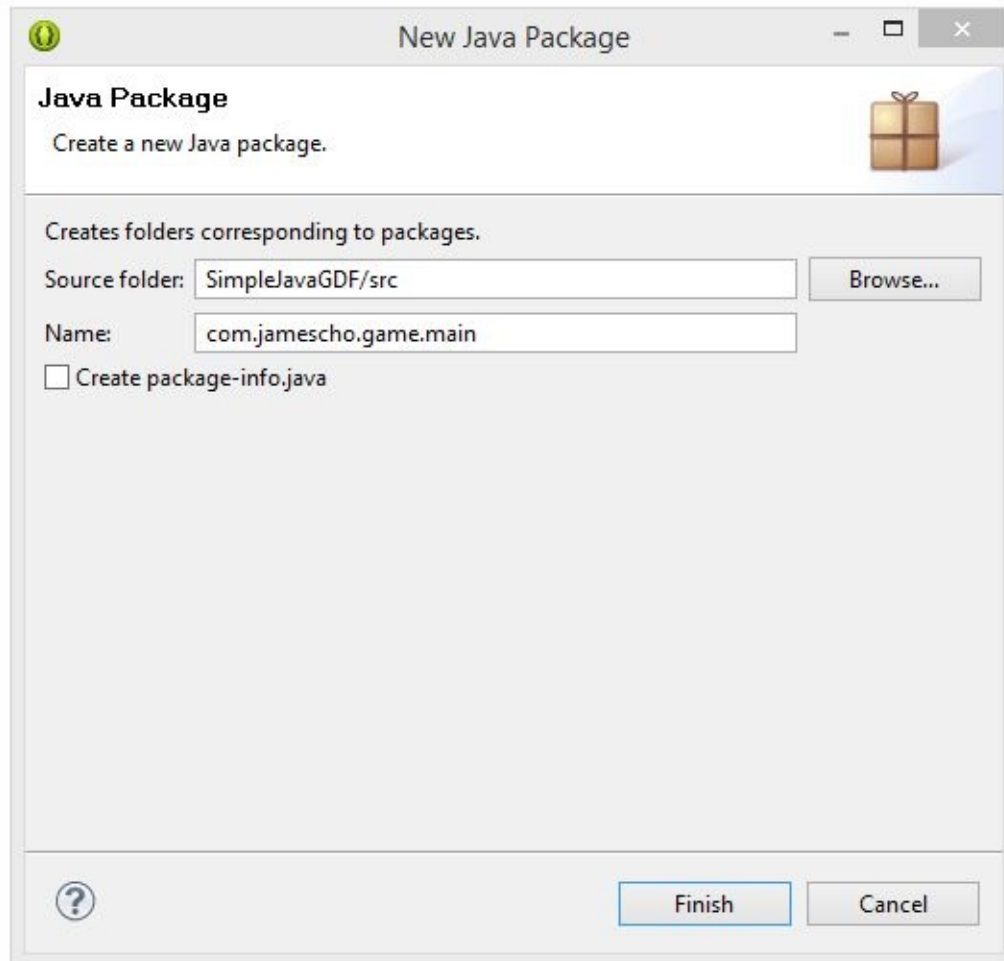 New Java Package
Java Package
Create a new Java package.
Creates folders corresponding to packages.
Source folder: SimpleJavaGDF/src Browse...
Name: com.jamescho.game.main
Create package-info.java
Finish Cancel